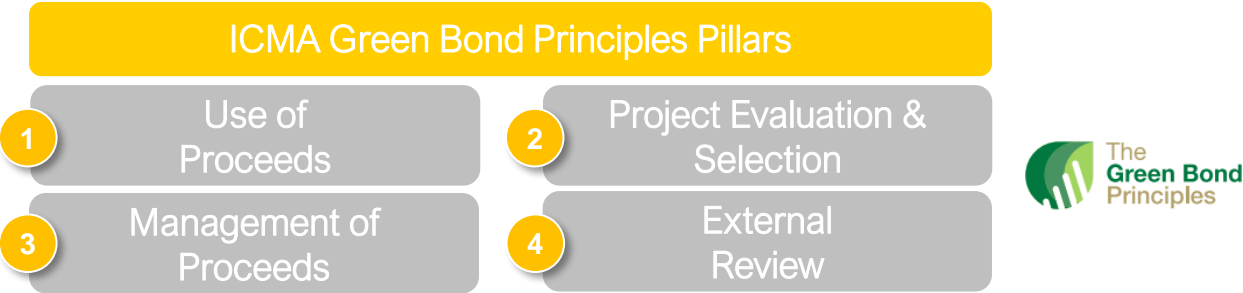 ICMA Green Bond Principles Pillars
1
Use of
Proceeds
2
Project Evaluation &
Selection
3
Management of
Proceeds
4
External
Review
The
Green Bond
Principles